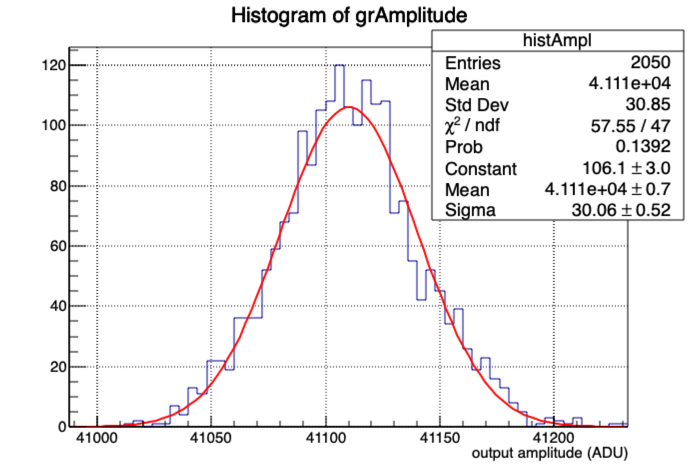 Histogram of grAmplitude
histAmpl
Entries 2050
Mean 4.111e+04
Std Dev 30.85
χ² / ndf 57.55 / 47
Prob 0.1392
Constant 106.1 ± 3.0
Mean 4.111e+04 ± 0.7
Sigma 30.06 ± 0.52
120
100
80
60
40
20
0
41000 41050 41100 41150 41200
output amplitude (ADU)